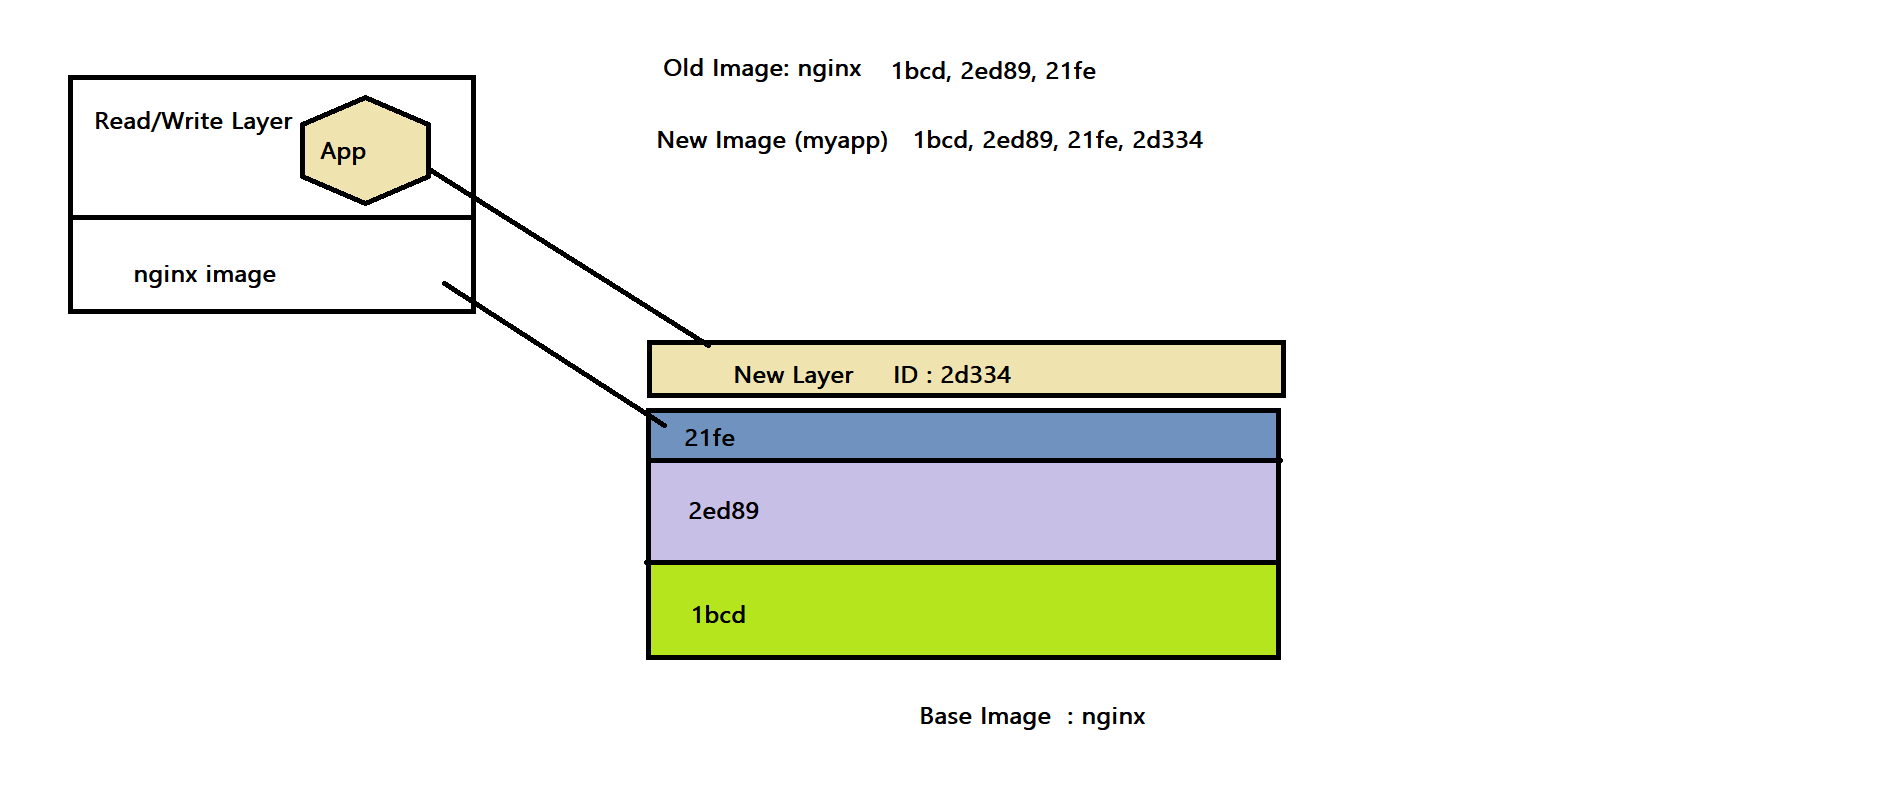 Old Image: nginx 1bcd, 2ed89, 21fe
Read/Write Layer
App
New Image (myapp) 1bcd, 2ed89, 21fe, 2d334
nginx image
New Layer ID : 2d334
21fe
2ed89
1bcd
Base Image : nginx